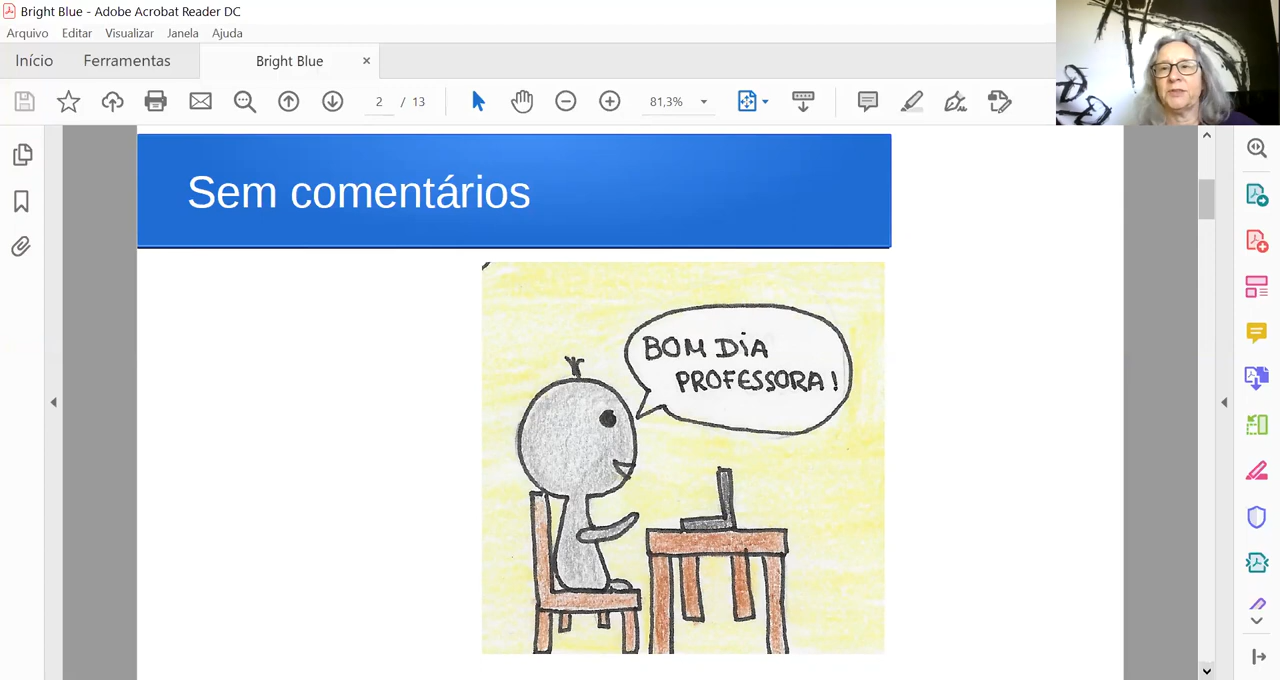 Bright Blue - Adobe Acrobat Reader DC
Arquivo Editar Visualizar Janela Ajuda
Início Ferramentas Bright Blue ×
2 / 13 81,3%
Sem comentários
BOM DIA
PROFESSORA!